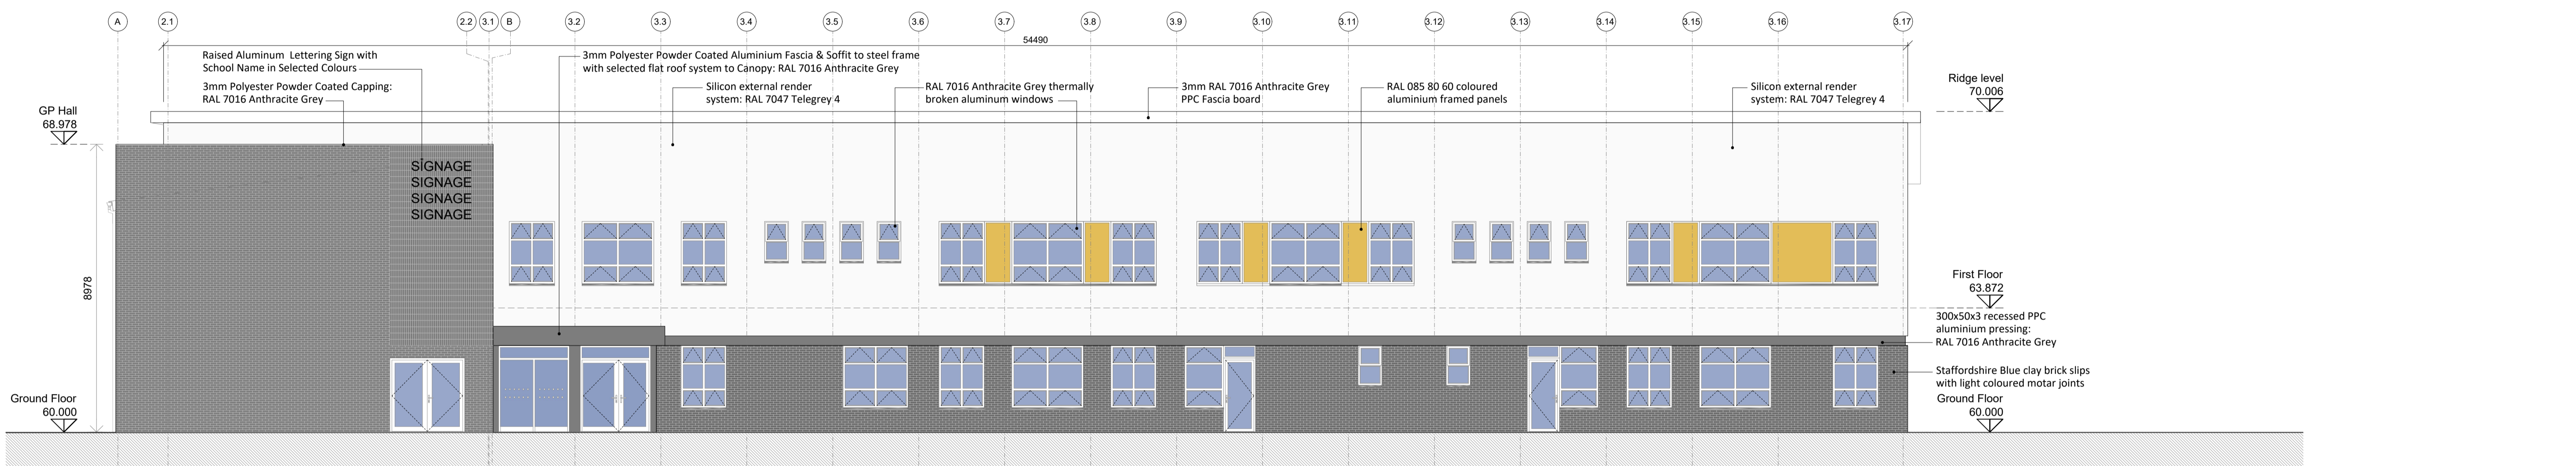 A
2.1
2.2
3.1
B
3.2
3.3
3.4
3.5
3.6
3.7
3.8
3.9
3.10
3.11
3.12
3.13
3.14
3.15
3.16
3.17
54490
Raised Aluminum Lettering Sign with
School Name in Selected Colours
3mm Polyester Powder Coated Capping:
RAL 7016 Anthracite Grey
3mm Polyester Powder Coated Aluminium Fascia & Soffit to steel frame
with selected flat roof system to Canopy: RAL 7016 Anthracite Grey
Silicon external render
system: RAL 7047 Telegrey 4
RAL 7016 Anthracite Grey thermally
broken aluminum windows
3mm RAL 7016 Anthracite Grey
PPC Fascia board
RAL 085 80 60 coloured
aluminium framed panels
Silicon external render
system: RAL 7047 Telegrey 4
Ridge level
70.006
GP Hall
68.978
SIGNAGE
SIGNAGE
SIGNAGE
SIGNAGE
8978
First Floor
63.872
300x50x3 recessed PPC
aluminium pressing:
RAL 7016 Anthracite Grey
Staffordshire Blue clay brick slips
with light coloured motar joints
Ground Floor
60.000
Ground Floor
60.000